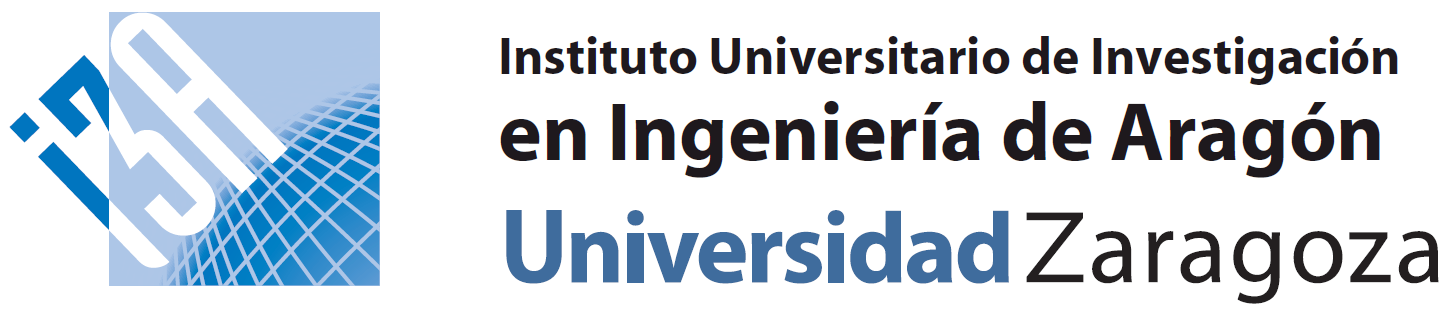 i3A
Instituto Universitario de Investigación
en Ingeniería de Aragón
Universidad Zaragoza